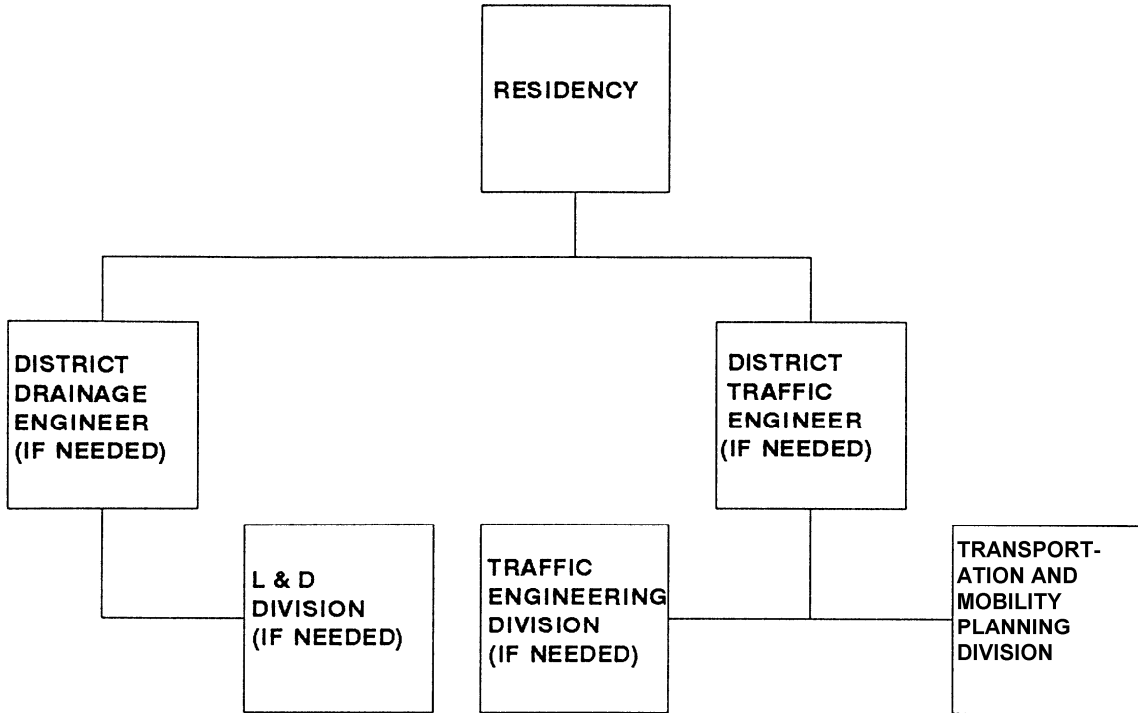 RESIDENCY
DISTRICT
DRAINAGE
ENGINEER
(IF NEEDED)
DISTRICT
TRAFFIC
ENGINEER
(IF NEEDED)
L & D
DIVISION
(IF NEEDED)
TRAFFIC
ENGINEERING
DIVISION
(IF NEEDED)
TRANSPORT-
ATION AND
MOBILITY
PLANNING
DIVISION